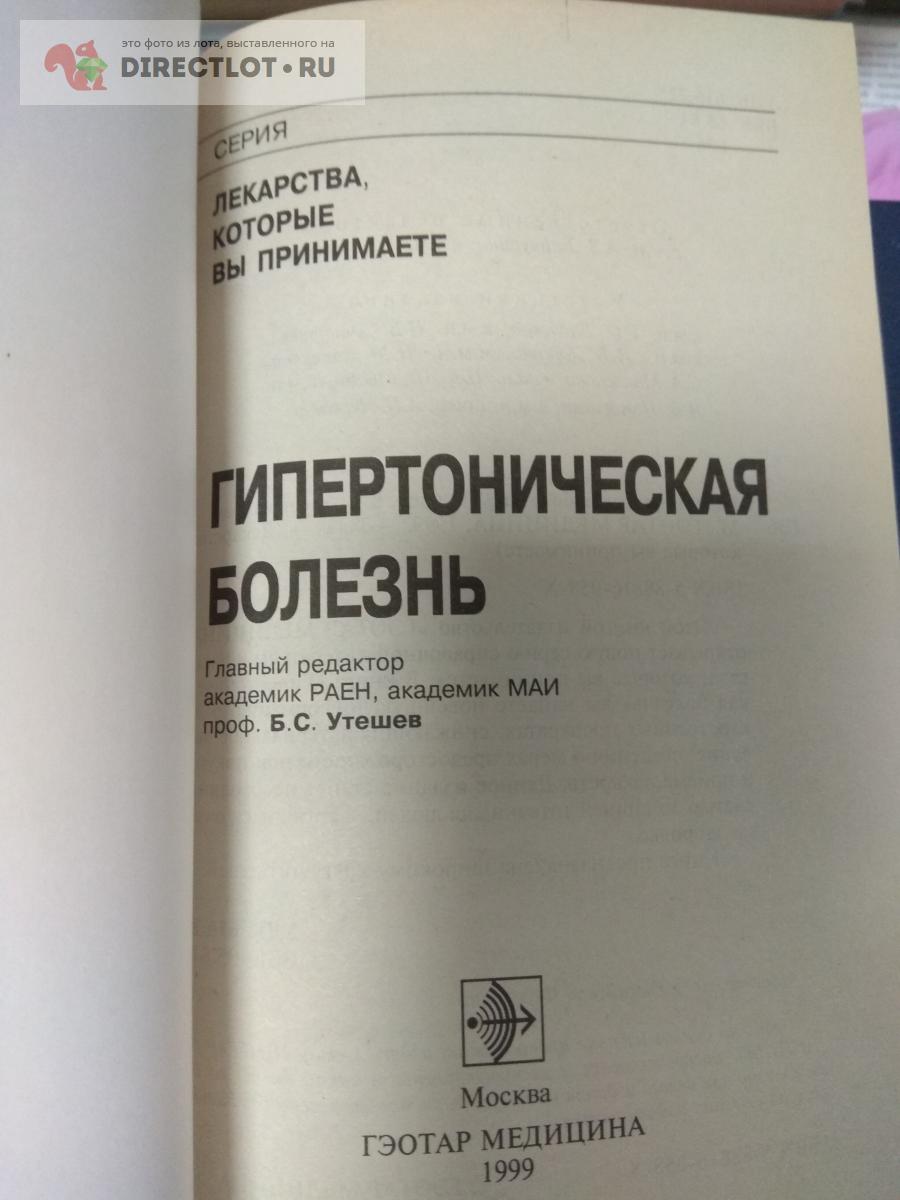 это фото из лота, выставленного на
DIRECTLOT.RU
СЕРИЯ
ЛЕКАРСТВА,
КОТОРЫЕ
ВЫ ПРИНИМАЕТЕ
ГИПЕРТОНИЧЕСКАЯ
БОЛЕЗНЬ
Главный редактор
академик РАЕН, академик МАИ
проф. Б.С. Утешев
Москва
ГЭОТАР МЕДИЦИНА
1999